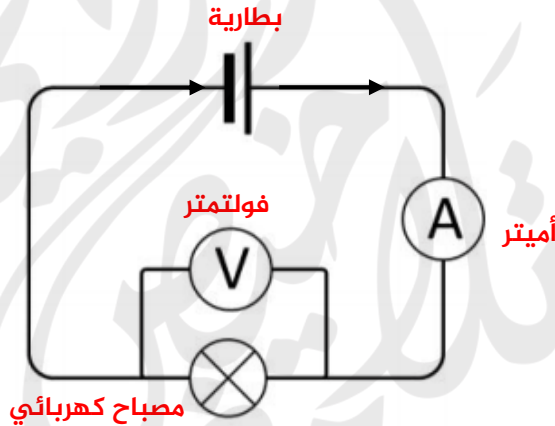 بطارية
فولتمتر
V
A
أميتر
مصباح كهربائي